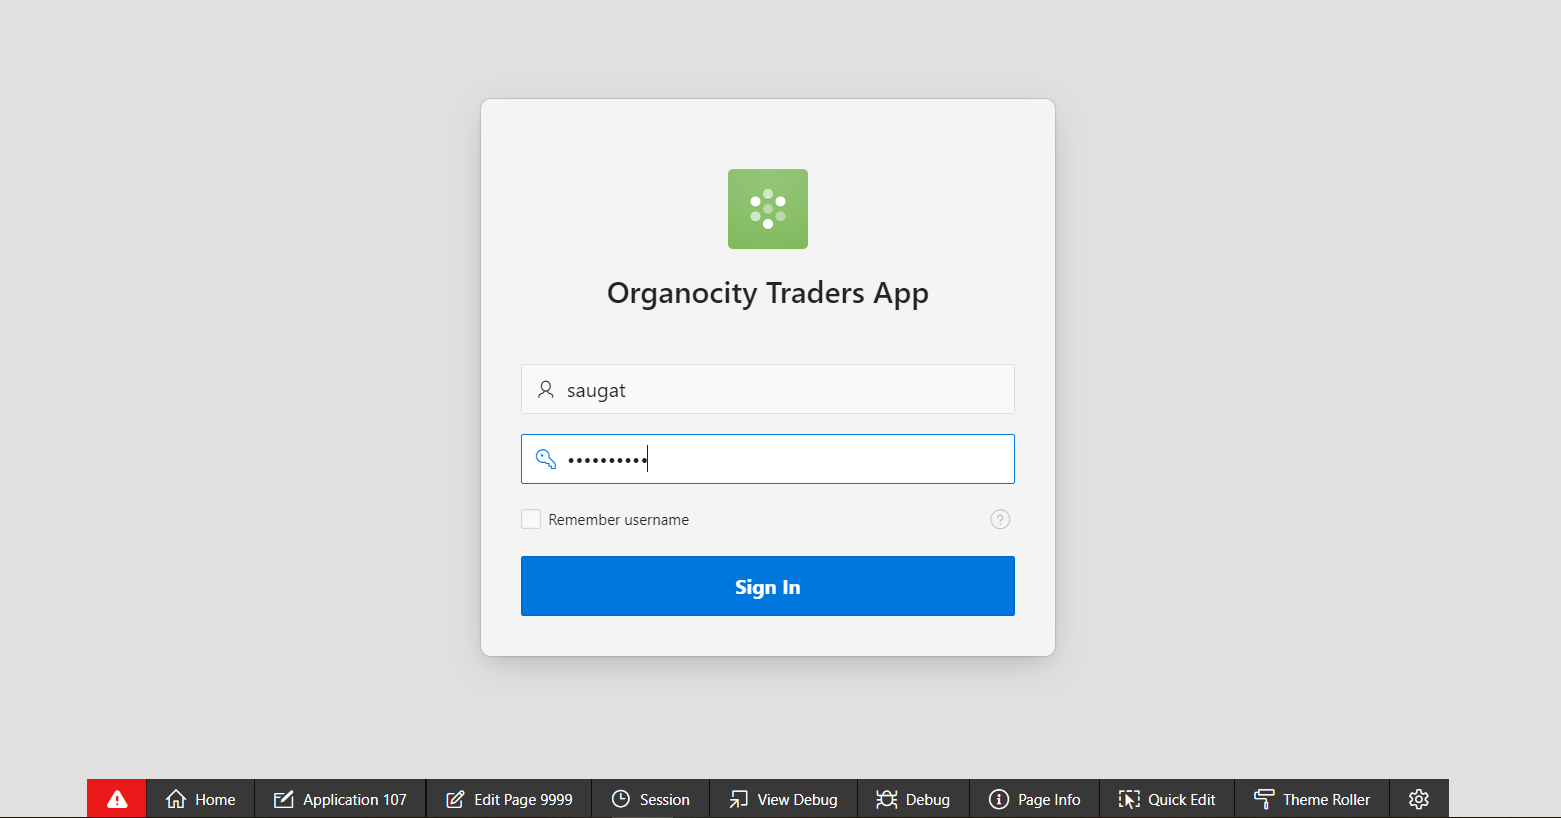 Organocity Traders App
saugat
••••••••••
Remember username
?
Sign In
Home Application 107 Edit Page 9999 Session View Debug Debug Page Info Quick Edit Theme Roller